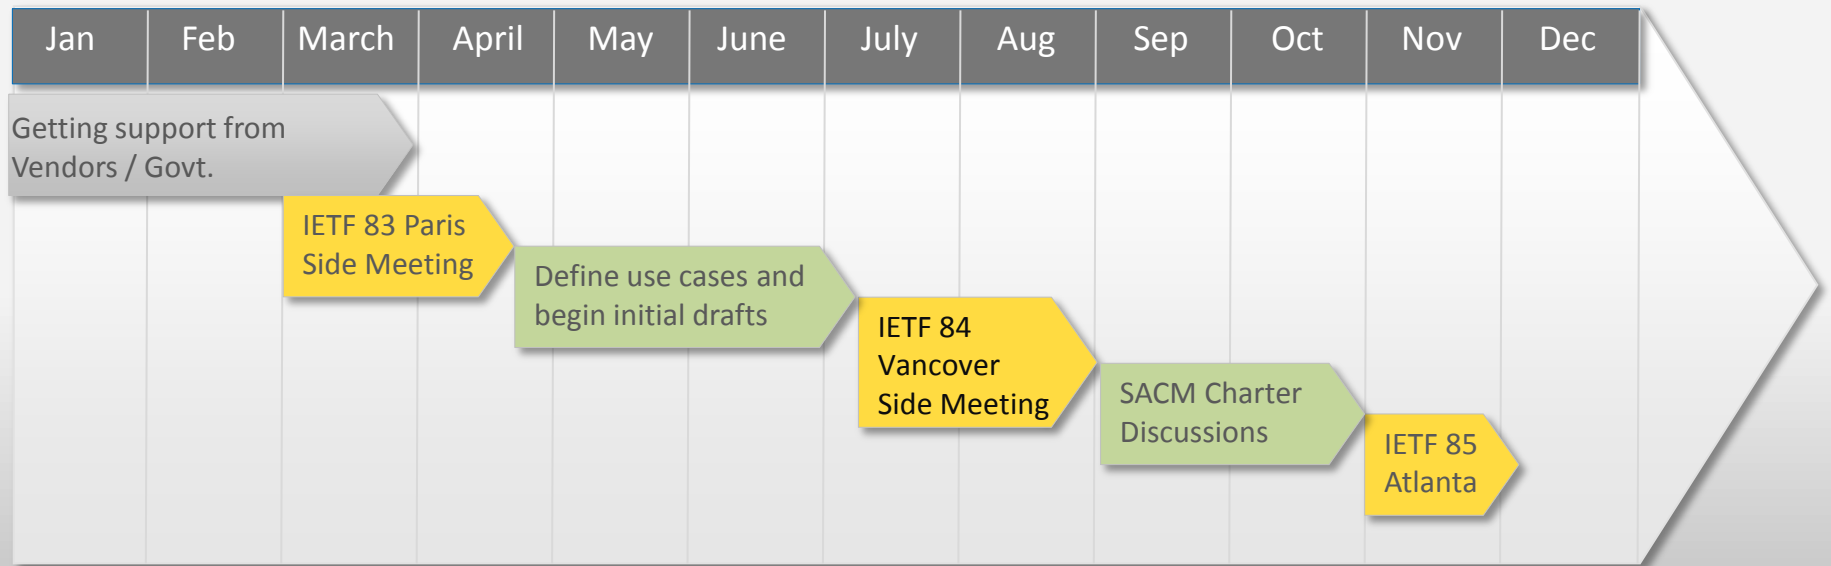 Jan Feb March April May June July Aug Sep Oct Nov Dec
Getting support from
Vendors / Govt.
IETF 83 Paris
Side Meeting
Define use cases and
begin initial drafts
IETF 84
Vancover
Side Meeting
SACM Charter
Discussions
IETF 85
Atlanta